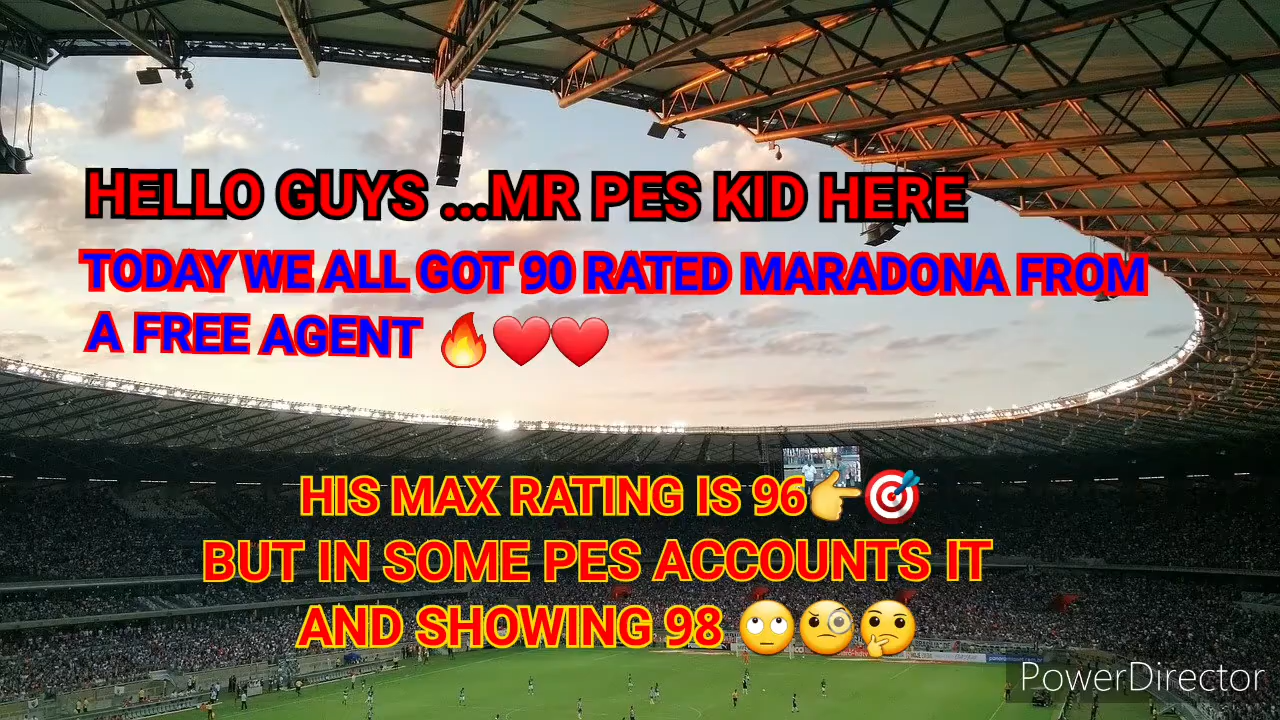 HELLO GUYS ...MR PES KID HERE
TODAY WE ALL GOT 90 RATED MARADONA FROM
A FREE AGENT 🔥❤️❤️
HIS MAX RATING IS 96👉🎯
BUT IN SOME PES ACCOUNTS IT
AND SHOWING 98 🙄🧐🤔
PowerDirector